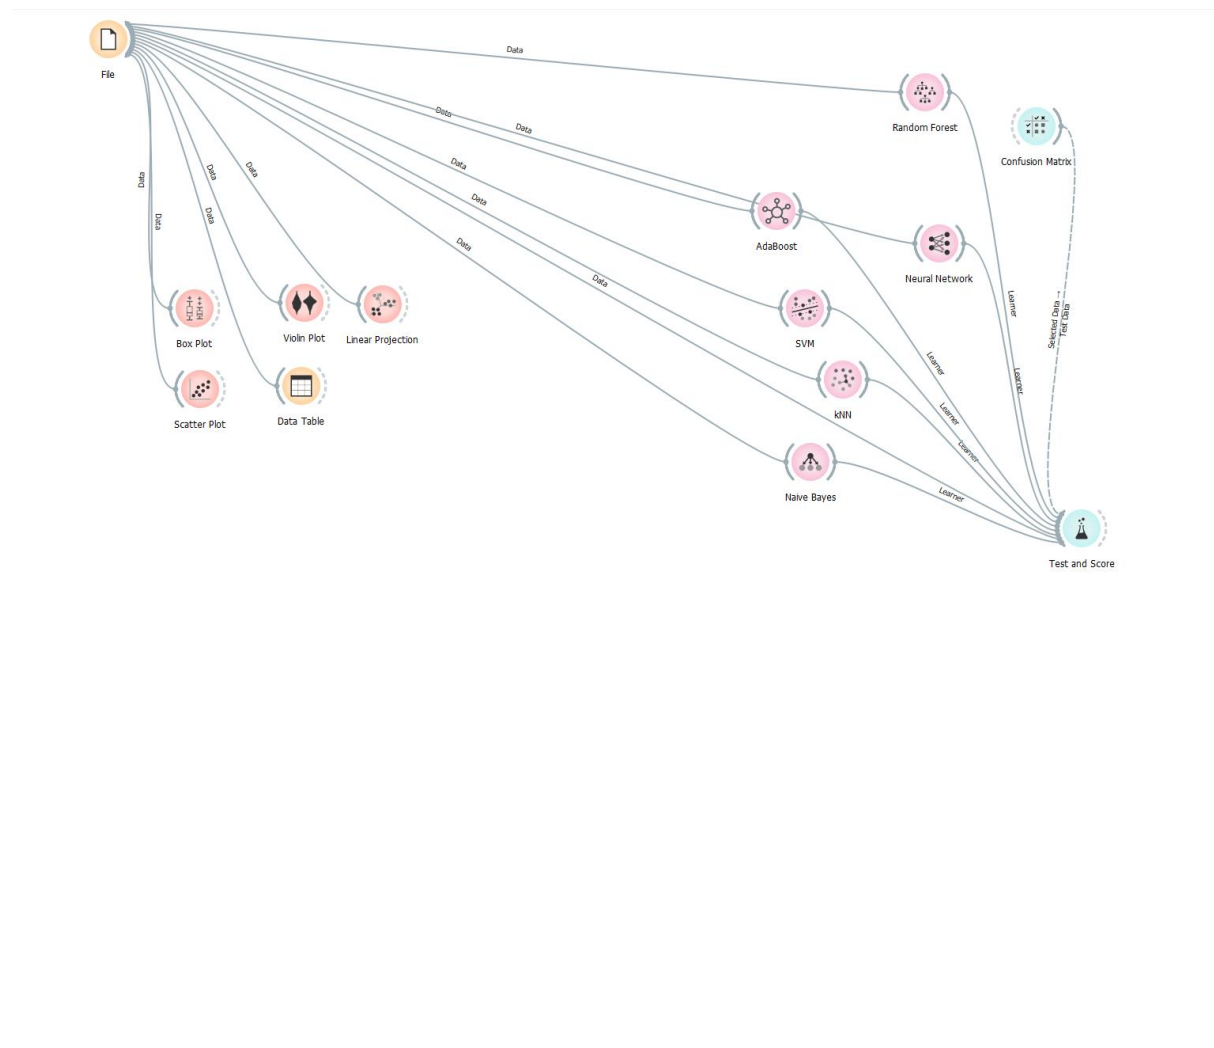 File
Data
Random Forest
Confusion Matrix
Data
Data
Data
Data
Data
Data
Data
Data
Data
Data
Data
Data
AdaBoost
Neural Network
Box Plot
Violin Plot
Linear Projection
SVM
Learner
Selected Data →
Test Data
Scatter Plot
Data Table
kNN
Learner
Learner
Learner
Learner
Naive Bayes
Learner
Test and Score